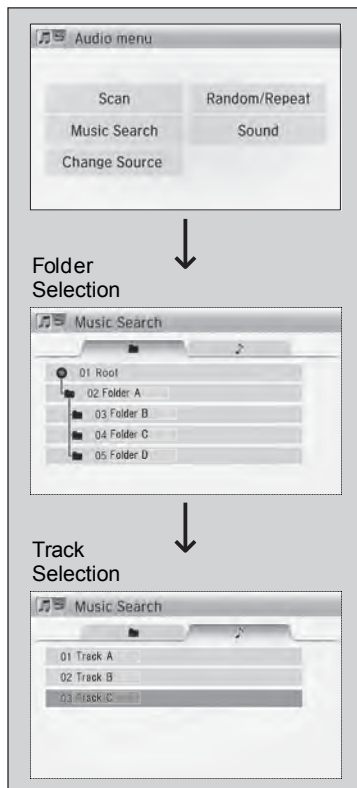 Audio menu
Scan Random/Repeat
Music Search Sound
Change Source
Folder
Selection
Music Search
01 Root
02 Folder A
03 Folder B
04 Folder C
05 Folder D
Track
Selection
Music Search
01 Track A
02 Track B
03 Track C